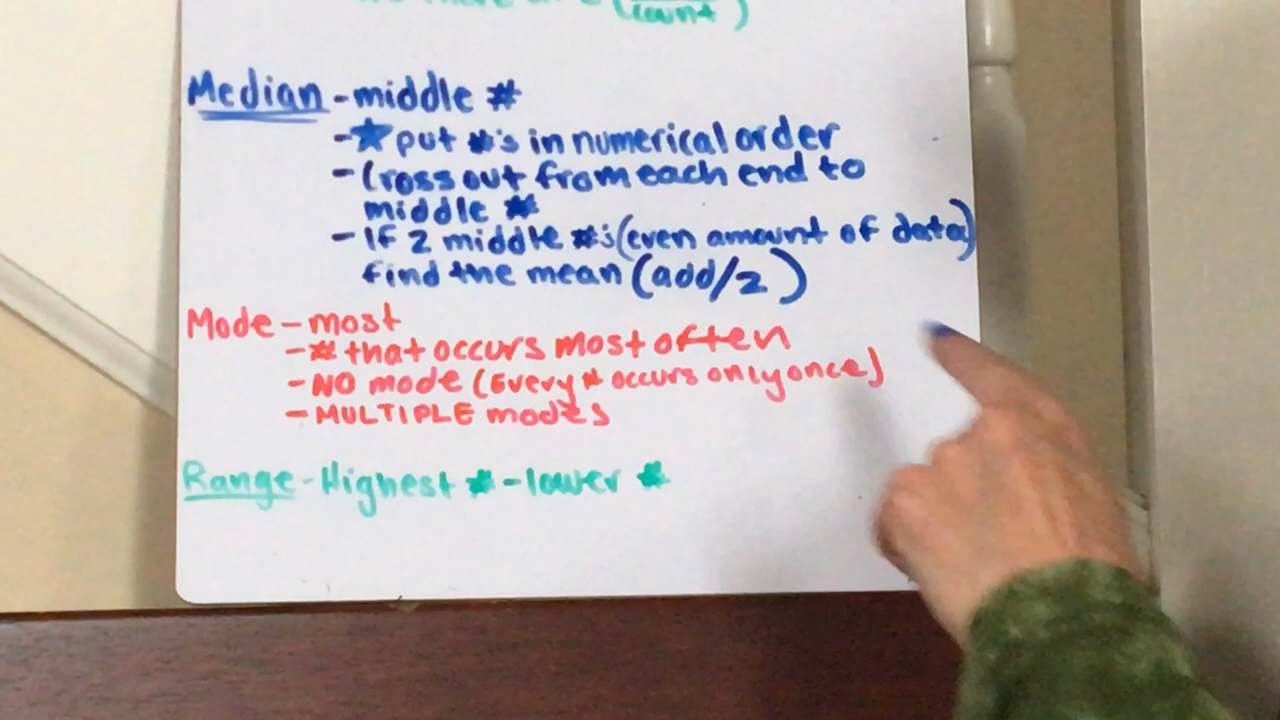 (count)
Median - middle #
- ★ put #'s in numerical order
- Cross out from each end to
middle #
- If 2 middle #'s (even amount of data)
find the mean (add/2)
Mode - most
- # that occurs most often
- NO mode (Every # occurs only once)
- MULTIPLE modes
Range - Highest # - lower #